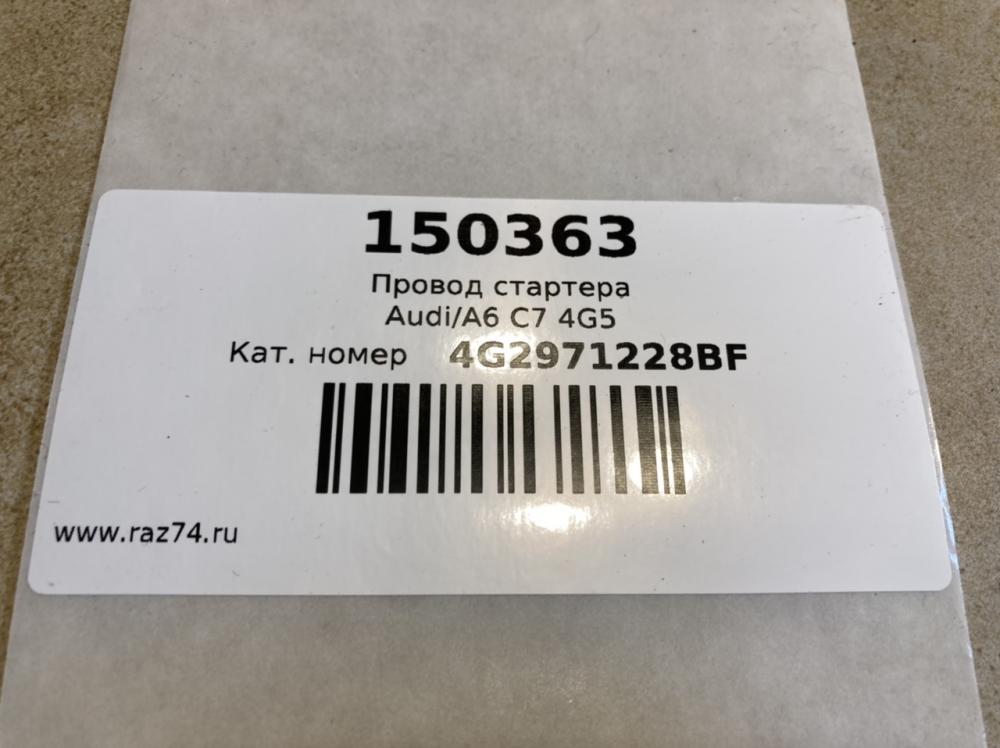 150363
Провод стартера
Audi/A6 C7 4G5
Кат. номер 4G2971228BF
www.raz74.ru